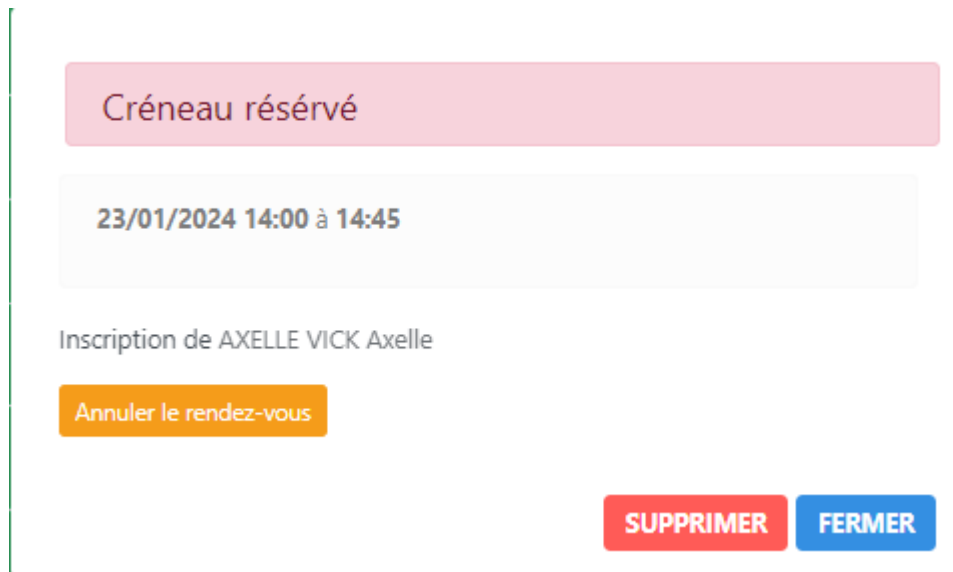 Créneau résérvé
23/01/2024 14:00 à 14:45
Inscription de AXELLE VICK Axelle
Annuler le rendez-vous
SUPPRIMER FERMER